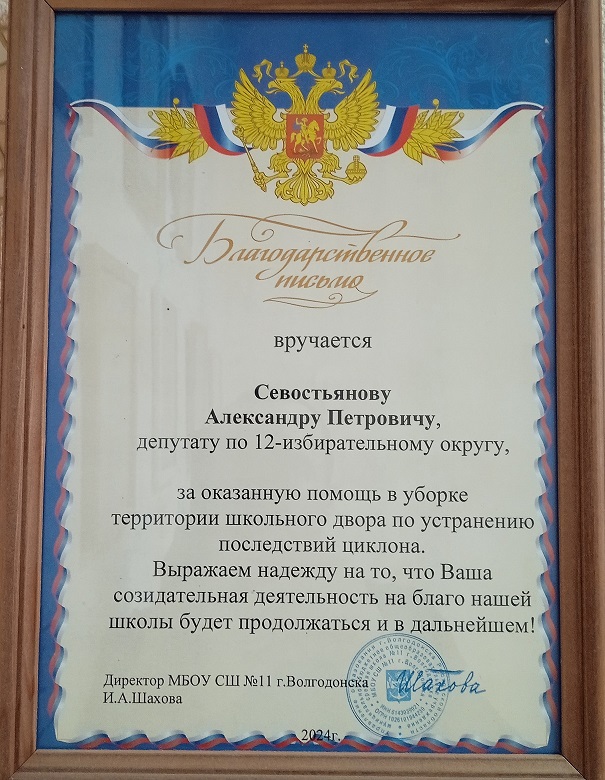 Благодарственное
письмо
вручается
Севостьянову
Александру Петровичу,
депутату по 12-избирательному округу,
за оказанную помощь в уборке
территории школьного двора по устранению
последствий циклона.
Выражаем надежду на то, что Ваша
созидательная деятельность на благо нашей
школы будет продолжаться и в дальнейшем!
Директор МБОУ СШ №11 г.Волгодонска
И.А.Шахова
Шахова
2024г.